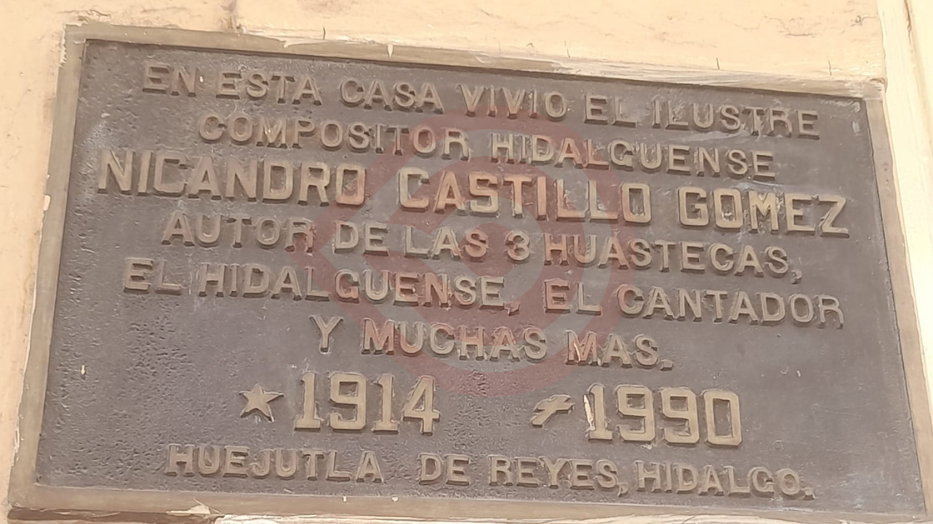 EN ESTA CASA VIVIO EL ILUSTRE
COMPOSITOR HIDALGUENSE
NICANDRO CASTILLO GOMEZ
AUTOR DE LAS 3 HUASTECAS,
EL HIDALGUENSE, EL CANTADOR
Y MUCHAS MAS.
1914 1990
HUEJUTLA DE REYES, HIDALGO.